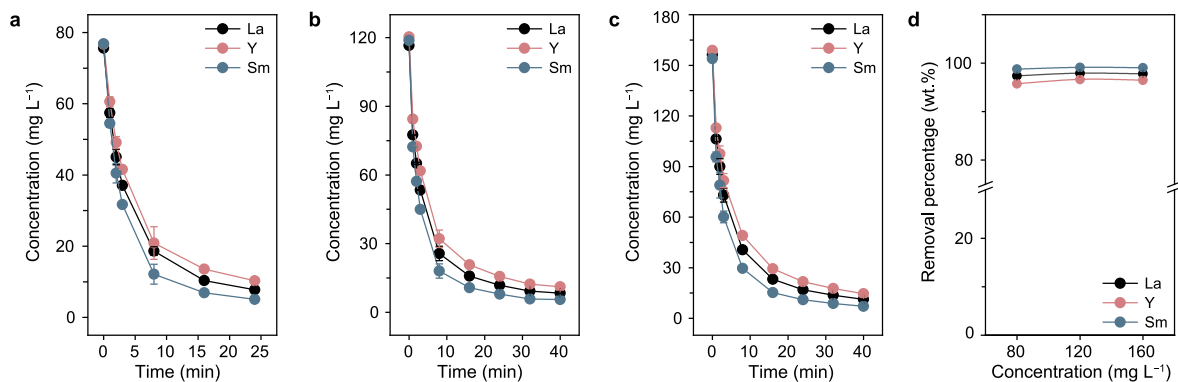 a
Concentration (mg L⁻¹)
80
60
40
20
0
La
Y
Sm
0 5 10 15 20 25
Time (min)
b
Concentration (mg L⁻¹)
120
90
60
30
0
La
Y
Sm
0 10 20 30 40
Time (min)
c
Concentration (mg L⁻¹)
180
150
120
90
60
30
0
La
Y
Sm
0 10 20 30 40
Time (min)
d
Removal percentage (wt.%)
100
80
20
0
La
Y
Sm
80 120 160
Concentration (mg L⁻¹)